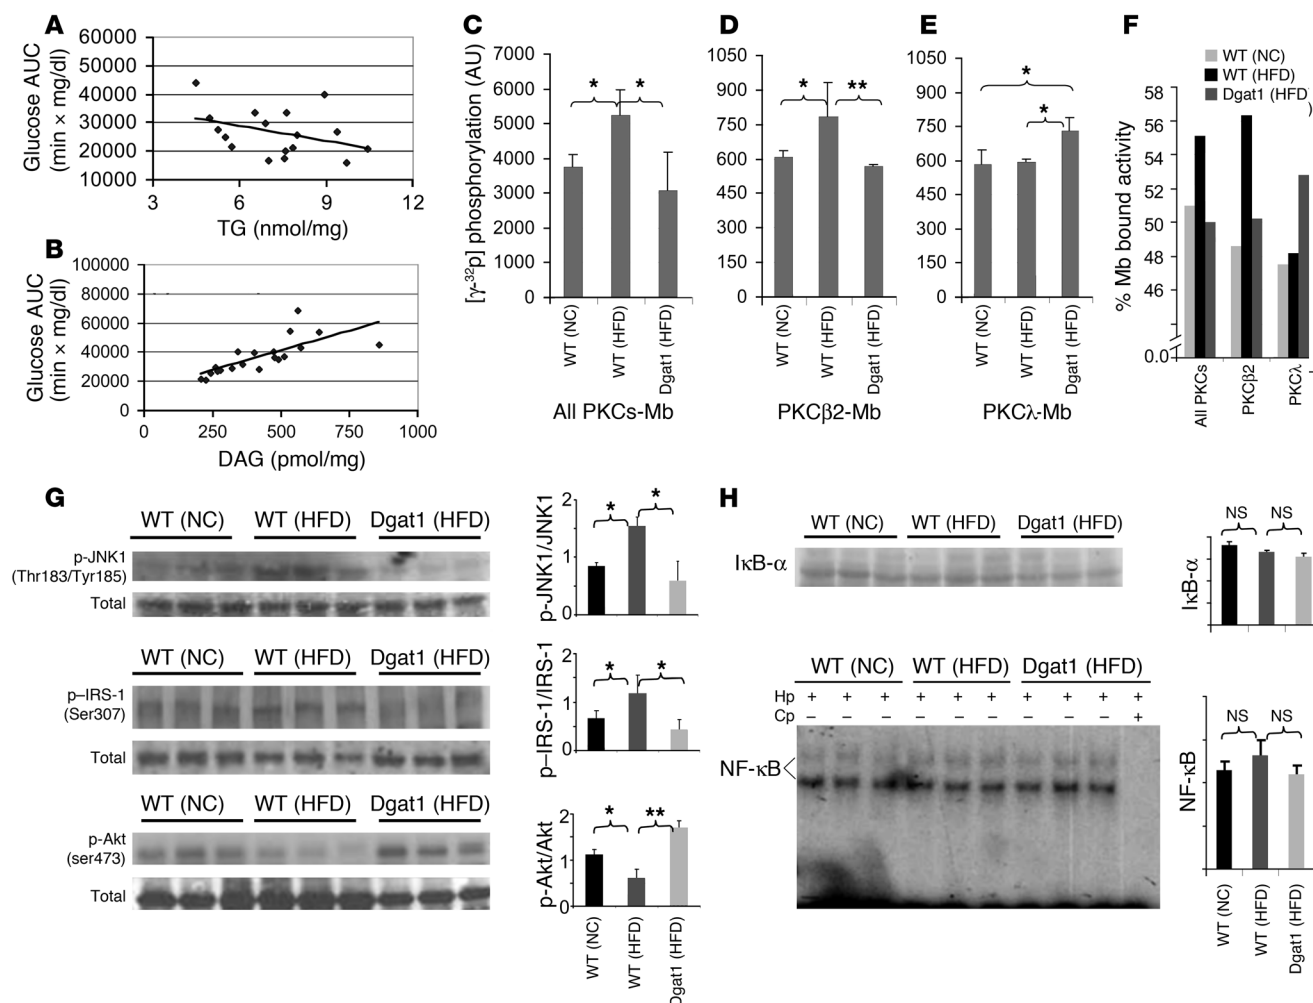 A
Glucose AUC
(min × mg/dl)
60000
50000
40000
30000
20000
10000
3
6
9
12
TG (nmol/mg)
B
Glucose AUC
(min × mg/dl)
100000
80000
60000
40000
20000
0
0
250
500
750
1000
DAG (pmol/mg)
C
[γ-³²p] phosphorylation (AU)
7000
6000
5000
4000
3000
2000
1000
0
*
*
WT (NC)
WT (HFD)
Dgat1 (HFD)
All PKCs-Mb
D
1050
900
750
600
450
300
150
0
*
**
WT (NC)
WT (HFD)
Dgat1 (HFD)
PKCβ2-Mb
E
1050
900
750
600
450
300
150
0
*
*
WT (NC)
WT (HFD)
Dgat1 (HFD)
PKCλ-Mb
F
WT (NC)
WT (HFD)
Dgat1 (HFD)
% Mb bound activity
58
56
54
52
50
48
46
0.0
All PKCs
PKCβ2
PKCλ
G
WT (NC) WT (HFD) Dgat1 (HFD)
p-JNK1
(Thr183/Tyr185)
Total
p-JNK1/JNK1
2
1
0
*
*
WT (NC) WT (HFD) Dgat1 (HFD)
p–IRS-1
(Ser307)
Total
p–IRS-1/IRS-1
2
1
0
*
*
WT (NC) WT (HFD) Dgat1 (HFD)
p-Akt
(ser473)
Total
p-Akt/Akt
2
1
0
*
**
WT (NC)
WT (HFD)
Dgat1 (HFD)
H
WT (NC) WT (HFD) Dgat1 (HFD)
IκB-α
IκB-α
NS
NS
WT (NC) WT (HFD) Dgat1 (HFD)
Hp + + + + + + + + + +
Cp – – – – – – – – – +
NF-κB
NF-κB
NS
NS
WT (NC)
WT (HFD)
Dgat1 (HFD)